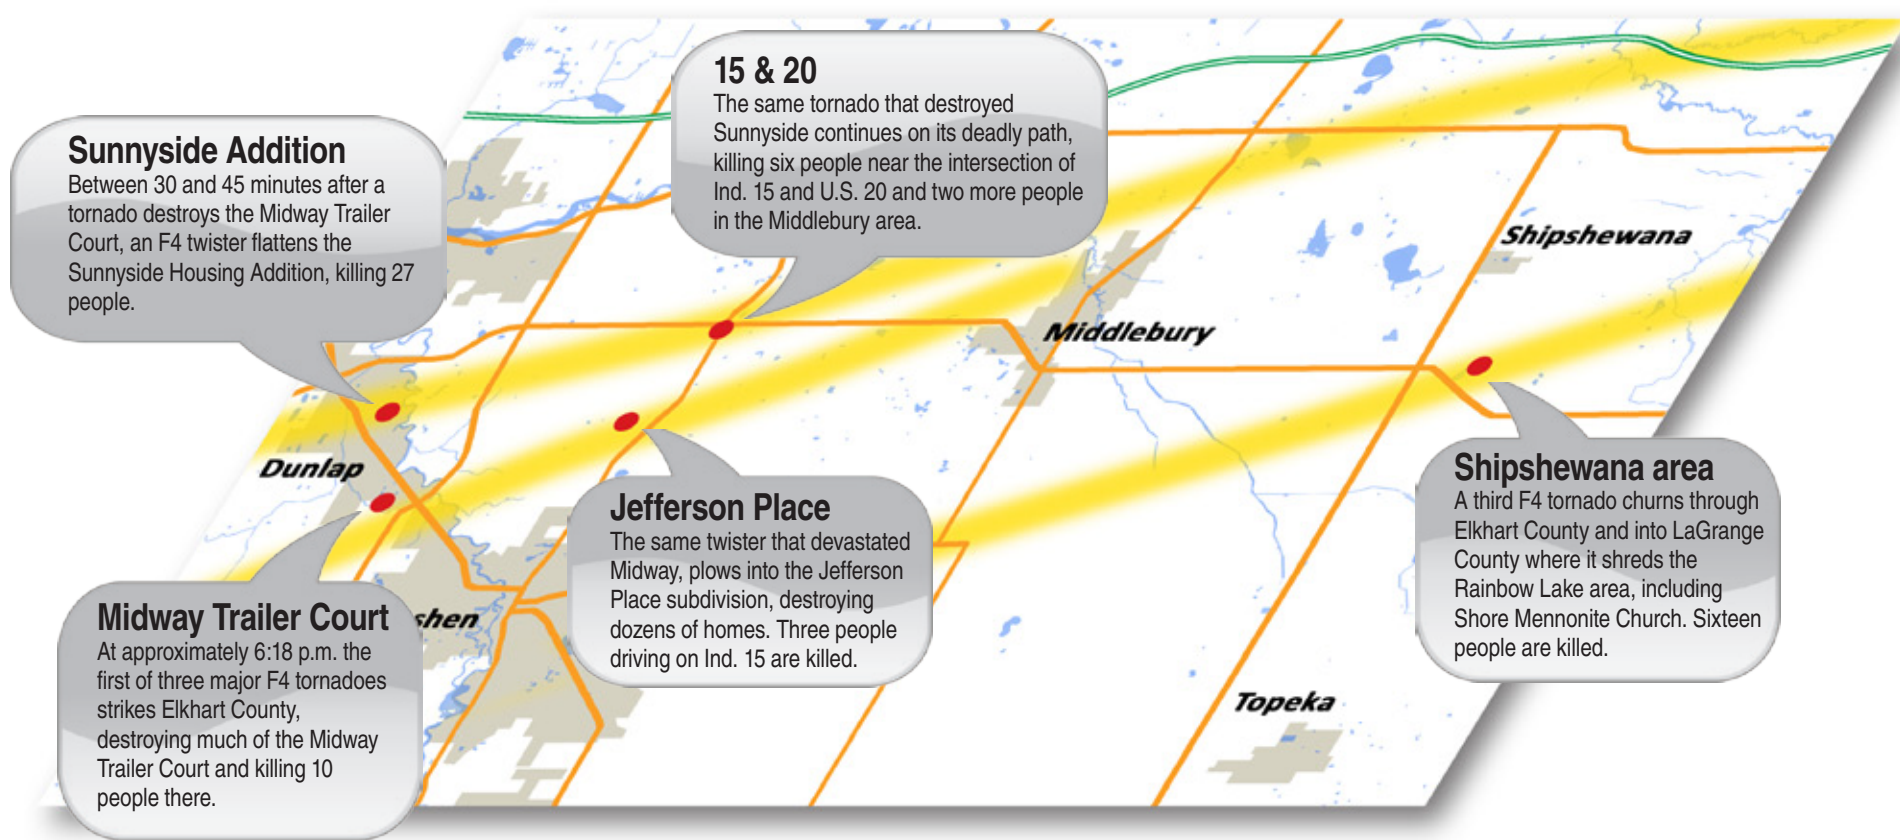 15 & 20
The same tornado that destroyed
Sunnyside continues on its deadly path,
killing six people near the intersection of
Ind. 15 and U.S. 20 and two more people
in the Middlebury area.
Sunnyside Addition
Between 30 and 45 minutes after a
tornado destroys the Midway Trailer
Court, an F4 twister flattens the
Sunnyside Housing Addition, killing 27
people.
Shipshewana
Middlebury
Dunlap
Shipshewana area
A third F4 tornado churns through
Elkhart County and into LaGrange
County where it shreds the
Rainbow Lake area, including
Shore Mennonite Church. Sixteen
people are killed.
Jefferson Place
The same twister that devastated
Midway, plows into the Jefferson
Place subdivision, destroying
dozens of homes. Three people
driving on Ind. 15 are killed.
Midway Trailer Court
At approximately 6:18 p.m. the
first of three major F4 tornadoes
strikes Elkhart County,
destroying much of the Midway
Trailer Court and killing 10
people there.
shen
Topeka